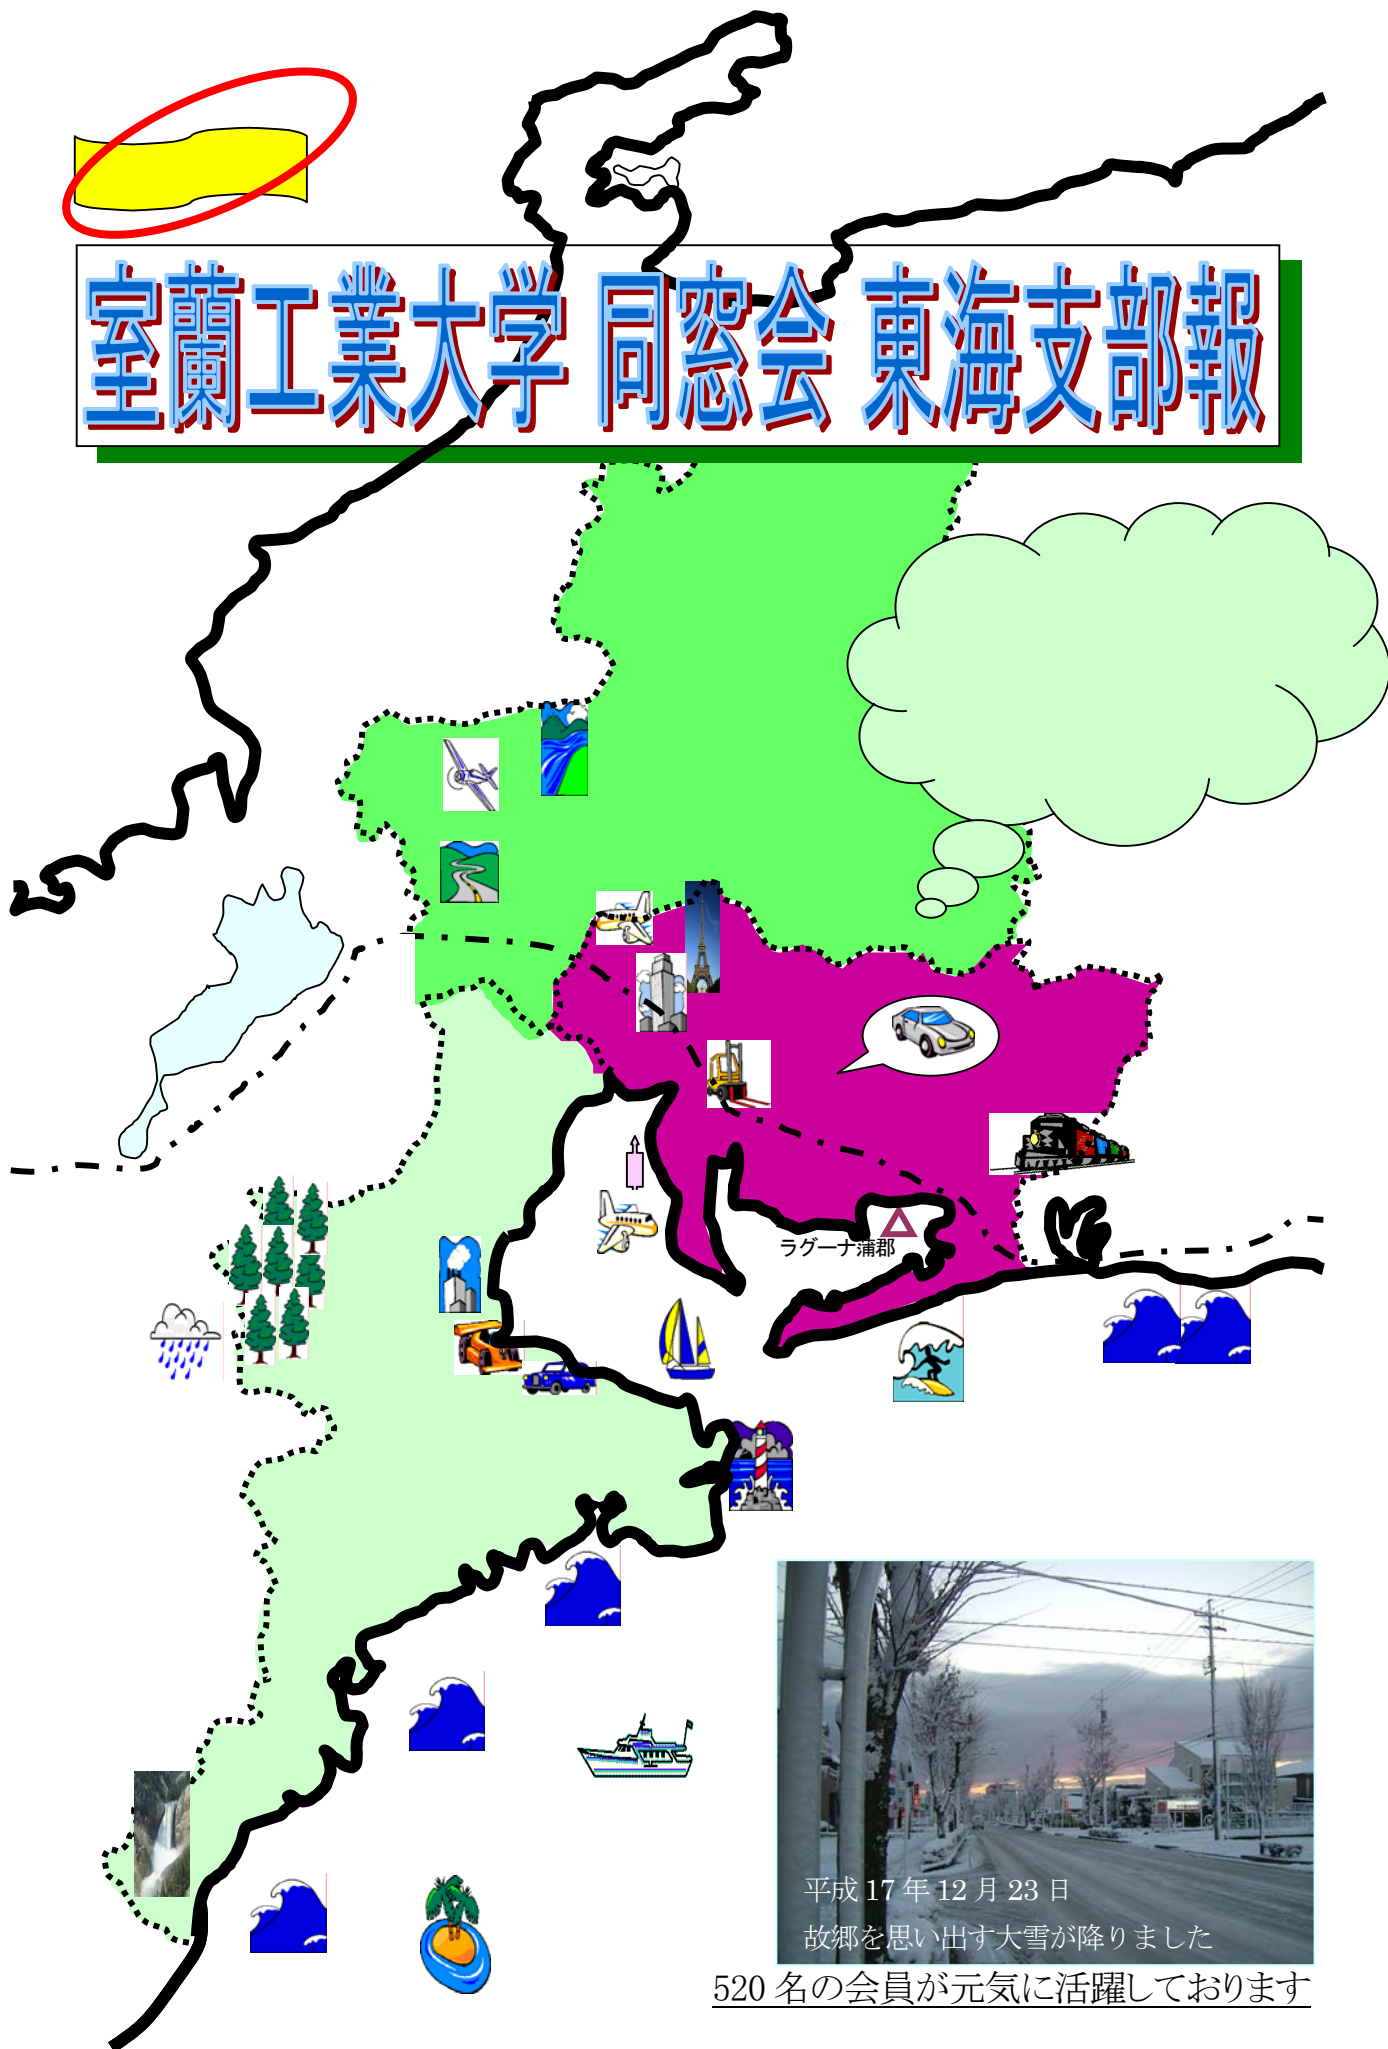 室蘭工業大学 同窓会 東海支部報
ラグーナ蒲郡
平成 17 年 12 月 23 日
故郷を思い出す大雪が降りました
520 名の会員が元気に活躍しております